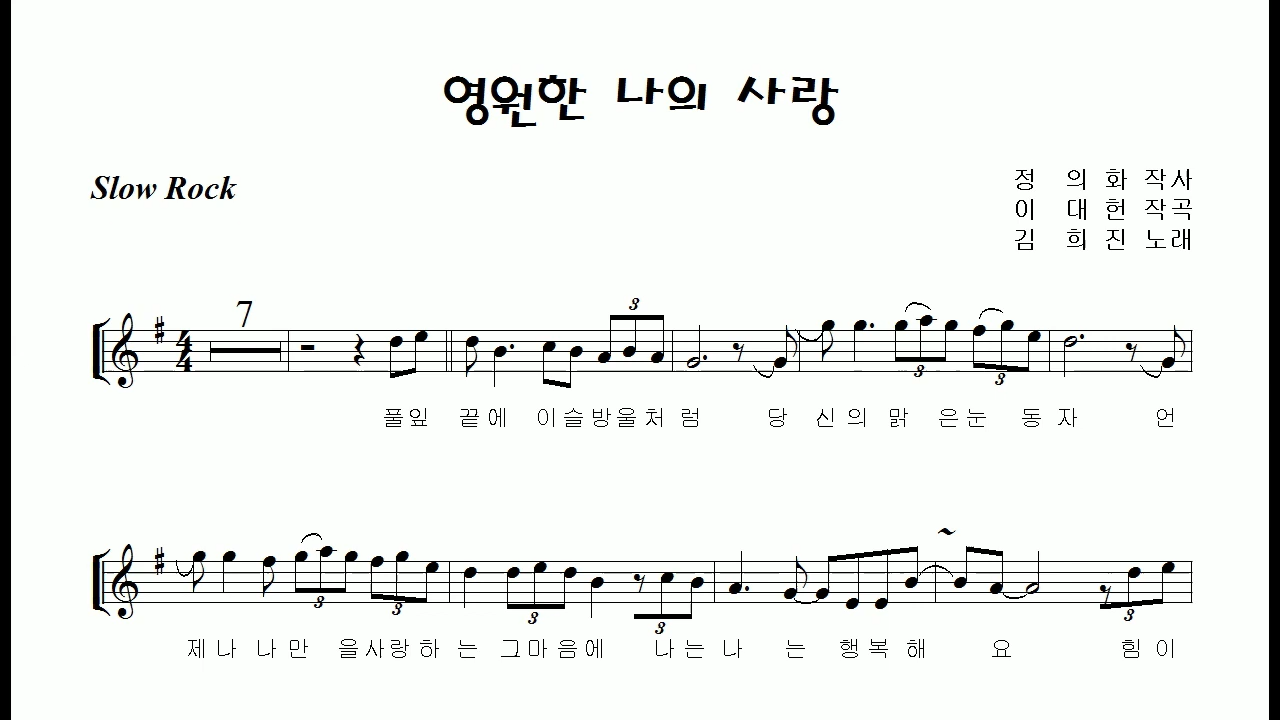 영원한 나의 사랑
Slow Rock
정 의 화 작사
이 대 헌 작곡
김 희 진 노래
7
3
3 3
풀잎 끝에 이슬방울처 럼 당 신의 맑 은눈 동자 언
3 3 3 3 3
제나 나만 을사랑하 는 그마음에 나는나 는 행복해 요 힘이